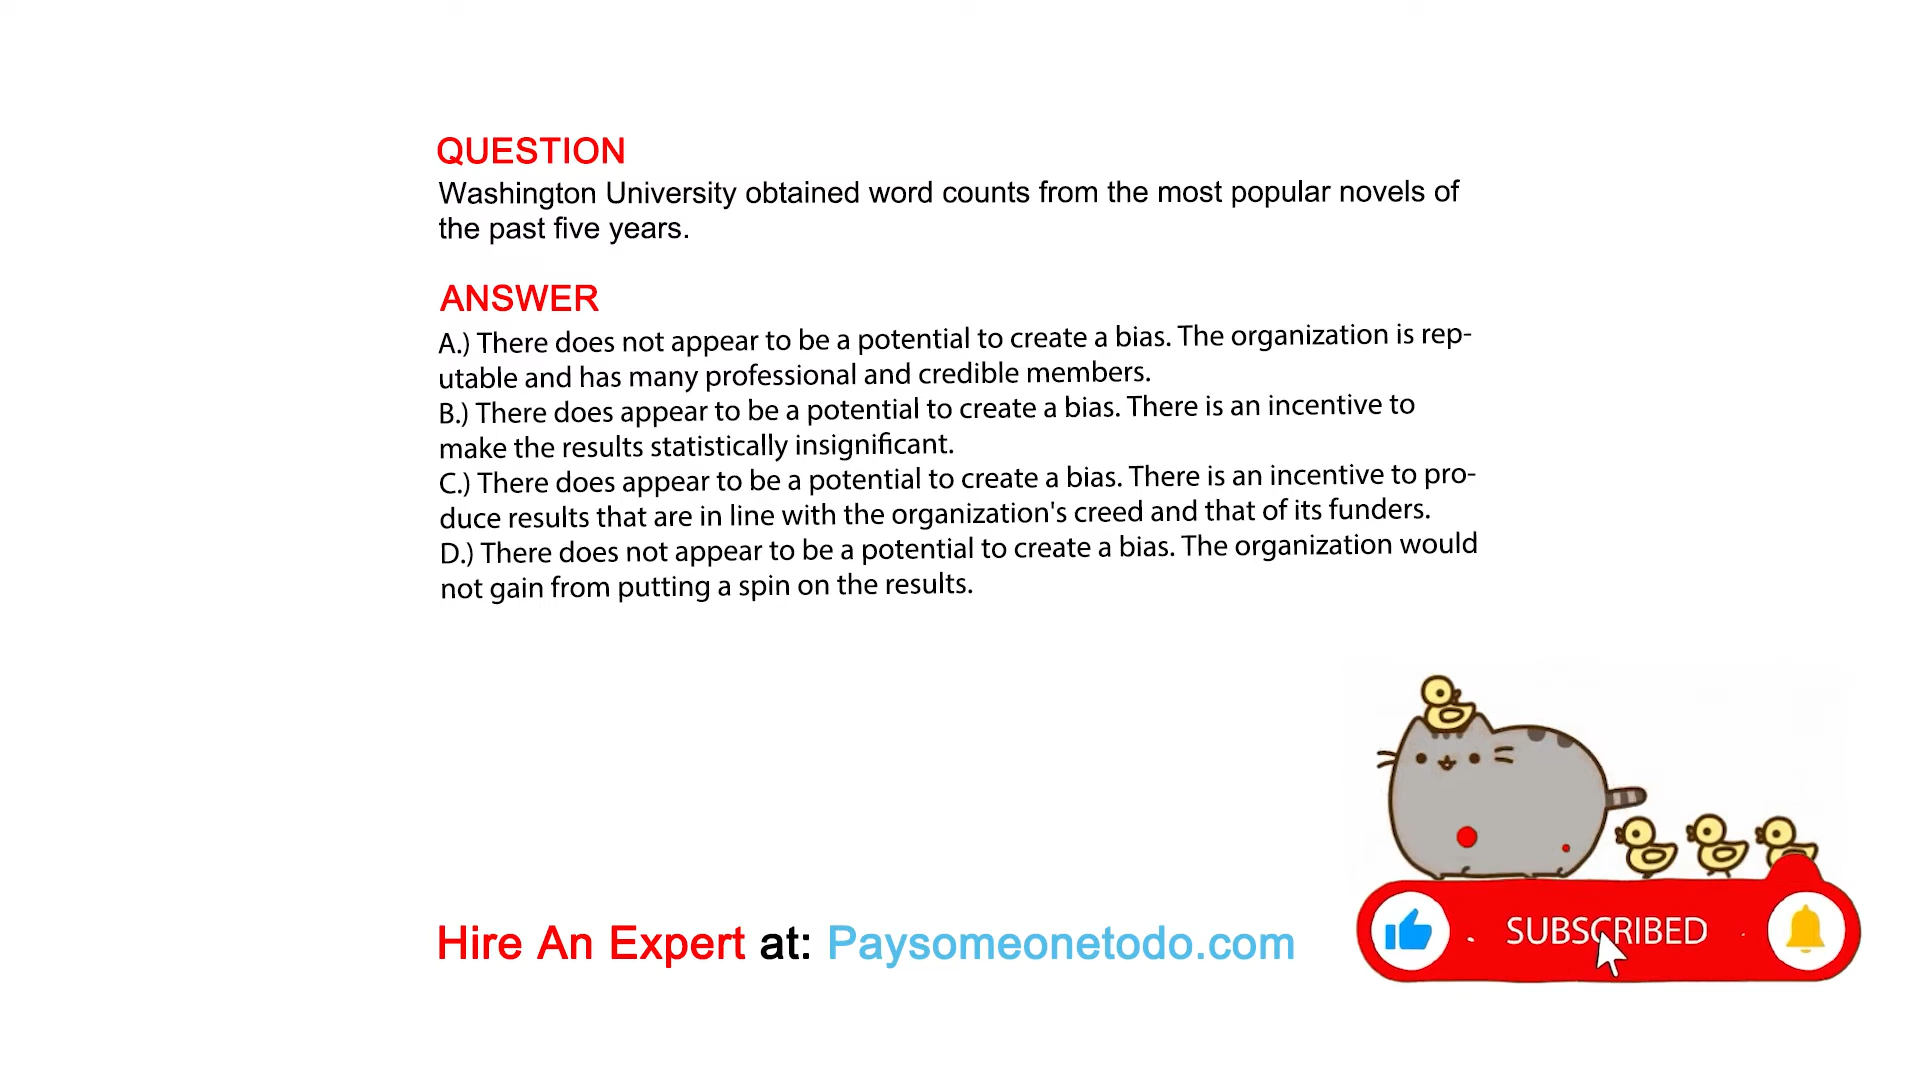 QUESTION
Washington University obtained word counts from the most popular novels of
the past five years.
ANSWER
A.) There does not appear to be a potential to create a bias. The organization is rep-
utable and has many professional and credible members.
B.) There does appear to be a potential to create a bias. There is an incentive to
make the results statistically insignificant.
C.) There does appear to be a potential to create a bias. There is an incentive to pro-
duce results that are in line with the organization's creed and that of its funders.
D.) There does not appear to be a potential to create a bias. The organization would
not gain from putting a spin on the results.
Hire An Expert at: Paysomeonetodo.com
SUBSCRIBED